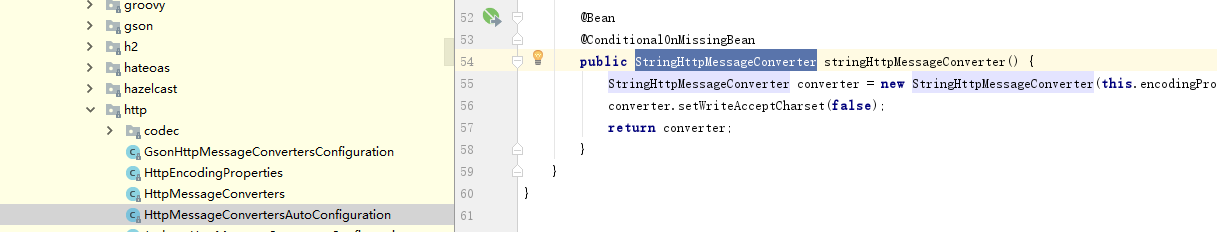 groovy
gson
h2
hateoas
hazelcast
http
codec
GsonHttpMessageConvertersConfiguration
HttpEncodingProperties
HttpMessageConverters
HttpMessageConvertersAutoConfiguration
52 @Bean
53 @ConditionalOnMissingBean
54 public StringHttpMessageConverter stringHttpMessageConverter() {
55 StringHttpMessageConverter converter = new StringHttpMessageConverter(this.encodingPro
56 converter.setWriteAcceptCharset(false);
57 return converter;
58 }
59 }
60 }
61